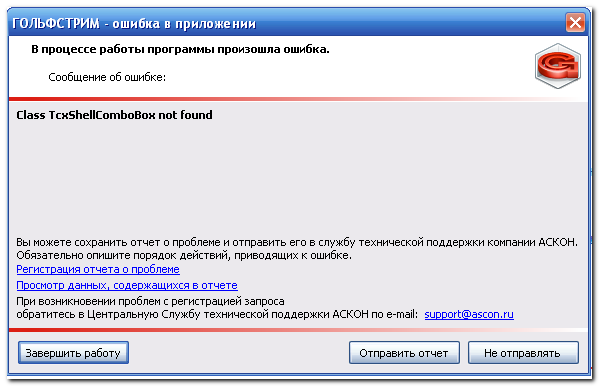 ГОЛЬФСТРИМ - ошибка в приложении
В процессе работы программы произошла ошибка.
Сообщение об ошибке:
Class TcxShellComboBox not found
Вы можете сохранить отчет о проблеме и отправить его в службу технической поддержки компании АСКОН.
Обязательно опишите порядок действий, приводящих к ошибке.
Регистрация отчета о проблеме
Просмотр данных, содержащихся в отчете
При возникновении проблем с регистрацией запроса
обратитесь в Центральную Службу технической поддержки АСКОН по e-mail: support@ascon.ru
Завершить работу Отправить отчет Не отправлять